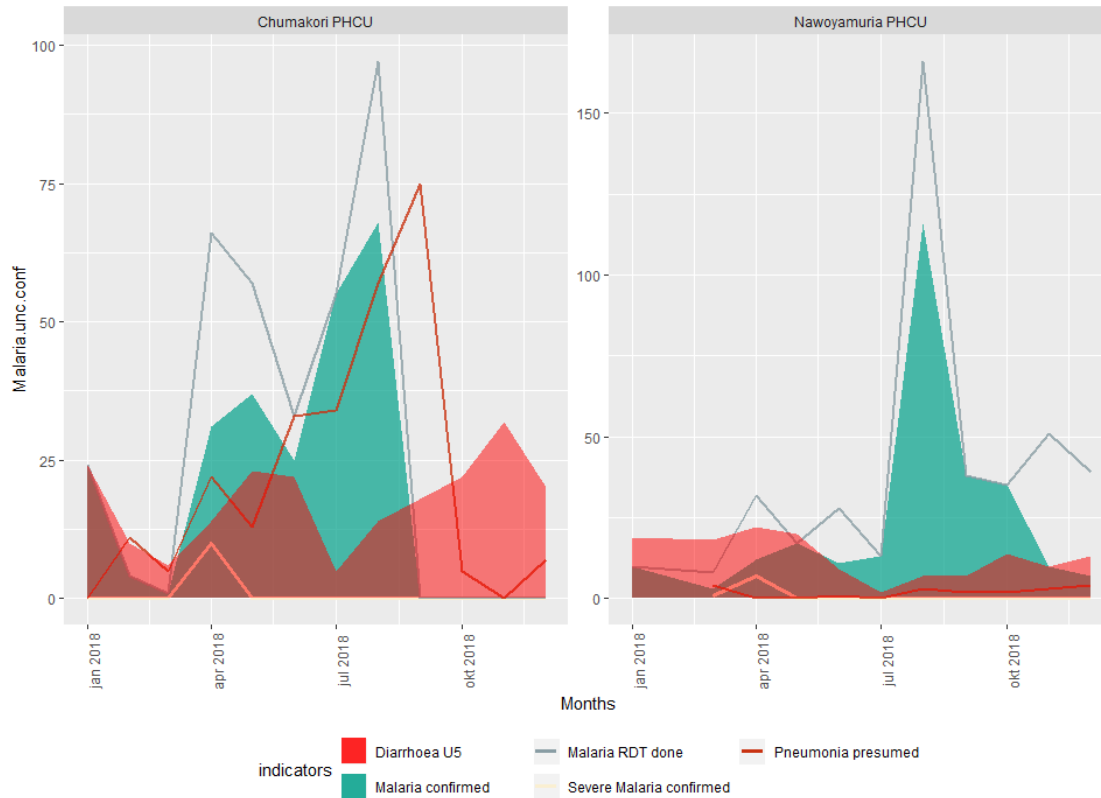 Chumakori PHCU
Nawoyamuria PHCU
Malaria.unc.conf
100
75
50
25
0
150
100
50
0
jan 2018
apr 2018
jul 2018
okt 2018
jan 2018
apr 2018
jul 2018
okt 2018
Months
indicators
Diarrhoea U5
Malaria confirmed
Malaria RDT done
Severe Malaria confirmed
Pneumonia presumed